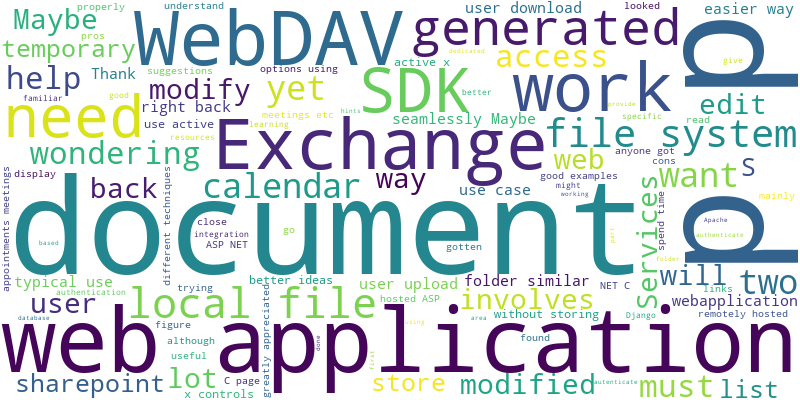 understand
user download
looked
easier way
Maybe
properly
pros
WebDAV
generated
d
temporary
active x
access
help
Thank
suggestions
options using
dedicated
give
familiar
modify
good
yet
SDK
better
work
edit
right back
meetings etc
hints
provide
specific
need
use active
learning
seamlessly Maybe
read
Exchange
file system
anyone got
wondering
resources
web
cons
want
S
display
back
calendar
way
good examples
might
working
document
use case
mainly
appointments meetings
different techniques
close
integration
go
gotten
part
Services
spend time
Apache
authenticate
d
based
ASP NET
folder
typical use
trying
better ideas
folder similar
NET C
will
two
authentication
user upload
links
user
local file
hosted ASP
involves
without storing
webapplication
database
figure
Django
remotely hosted
web application
although
greatly appreciated
done
using
area
found
useful
first
sharepoint
lot
C page
x controls
store
modified
authenticate
must
list